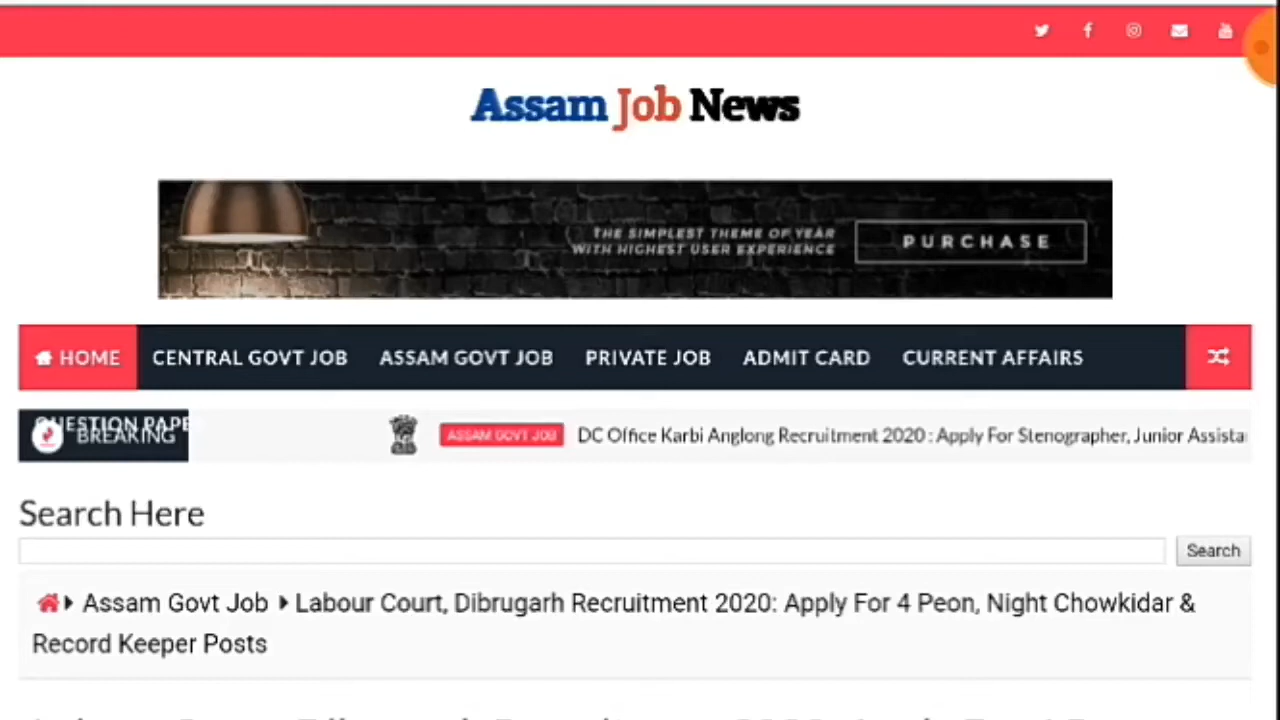 Assam Job News
THE SIMPLEST THEME OF YEAR
WITH HIGHEST USER EXPERIENCE
PURCHASE
HOME CENTRAL GOVT JOB ASSAM GOVT JOB PRIVATE JOB ADMIT CARD CURRENT AFFAIRS
QUESTION PAPE
BREAKING ASSAM GOVT JOB DC Office Karbi Anglong Recruitment 2020 : Apply For Stenographer, Junior Assista
Search Here
Search
Assam Govt Job Labour Court, Dibrugarh Recruitment 2020: Apply For 4 Peon, Night Chowkidar &
Record Keeper Posts